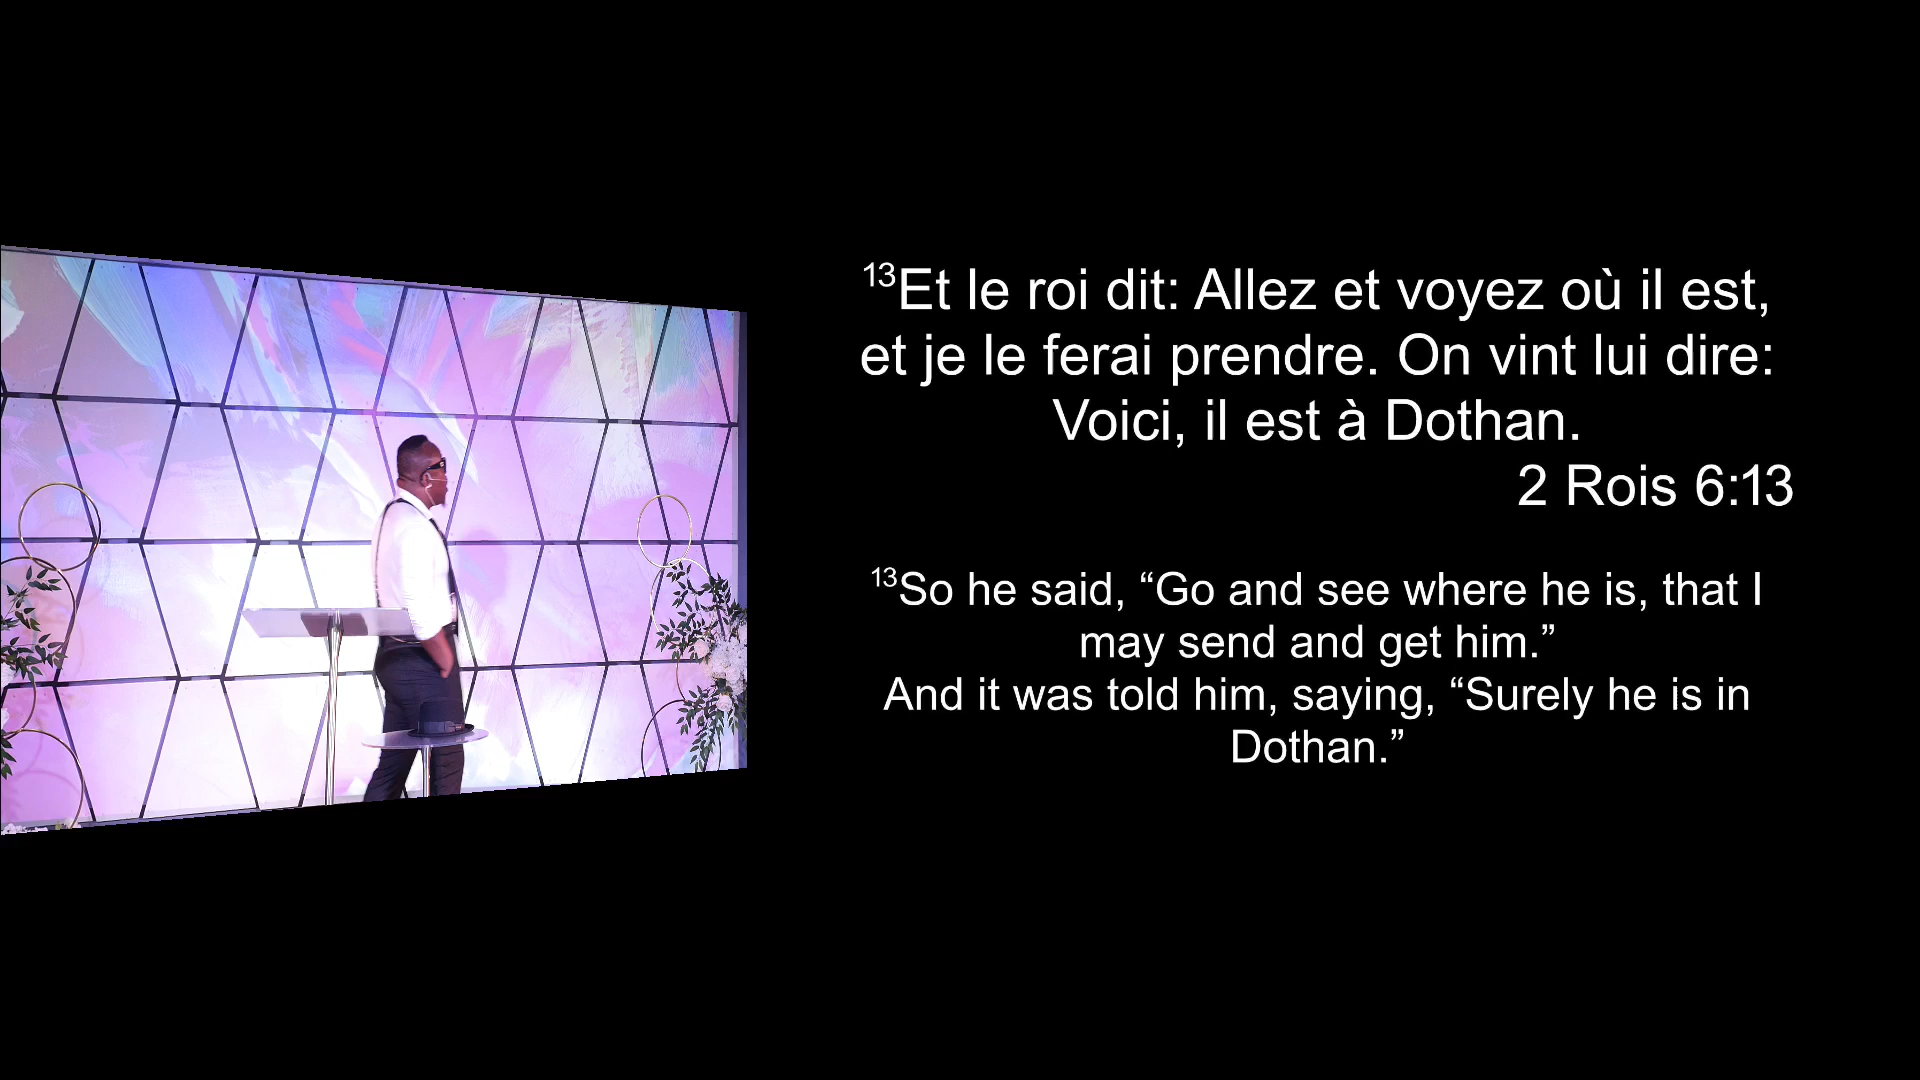 13Et le roi dit: Allez et voyez où il est,
et je le ferai prendre. On vint lui dire:
Voici, il est à Dothan.
2 Rois 6:13
13So he said, “Go and see where he is, that I
may send and get him.”
And it was told him, saying, “Surely he is in
Dothan.”